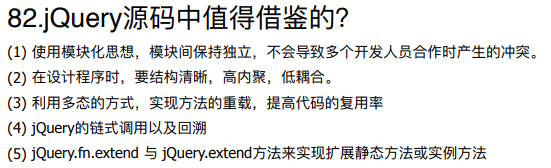 82.jQuery源码中值得借鉴的?
(1) 使用模块化思想，模块间保持独立，不会导致多个开发人员合作时产生的冲突。
(2) 在设计程序时，要结构清晰，高内聚，低耦合。
(3) 利用多态的方式，实现方法的重载，提高代码的复用率
(4) jQuery的链式调用以及回溯
(5) jQuery.fn.extend 与 jQuery.extend方法来实现扩展静态方法或实例方法